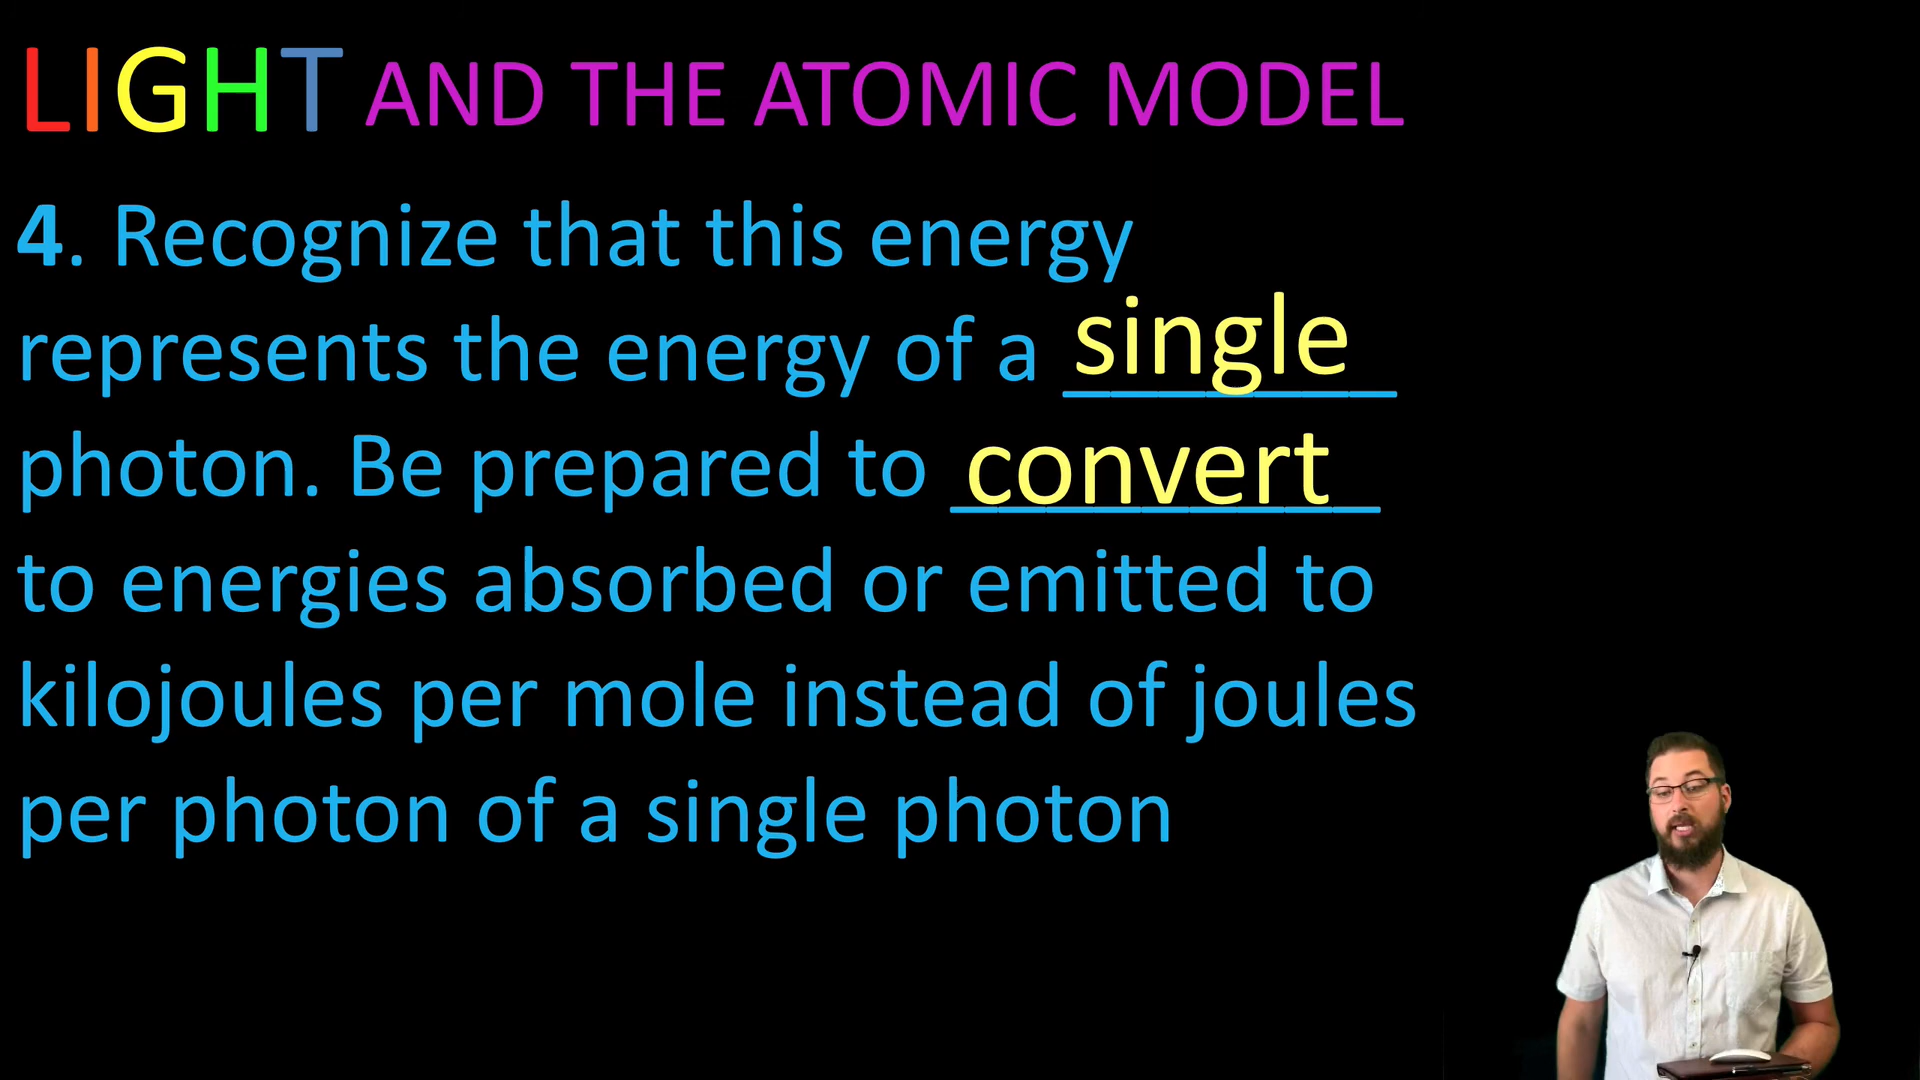 LIGHT AND THE ATOMIC MODEL
4. Recognize that this energy
represents the energy of a single
photon. Be prepared to convert
to energies absorbed or emitted to
kilojoules per mole instead of joules
per photon of a single photon